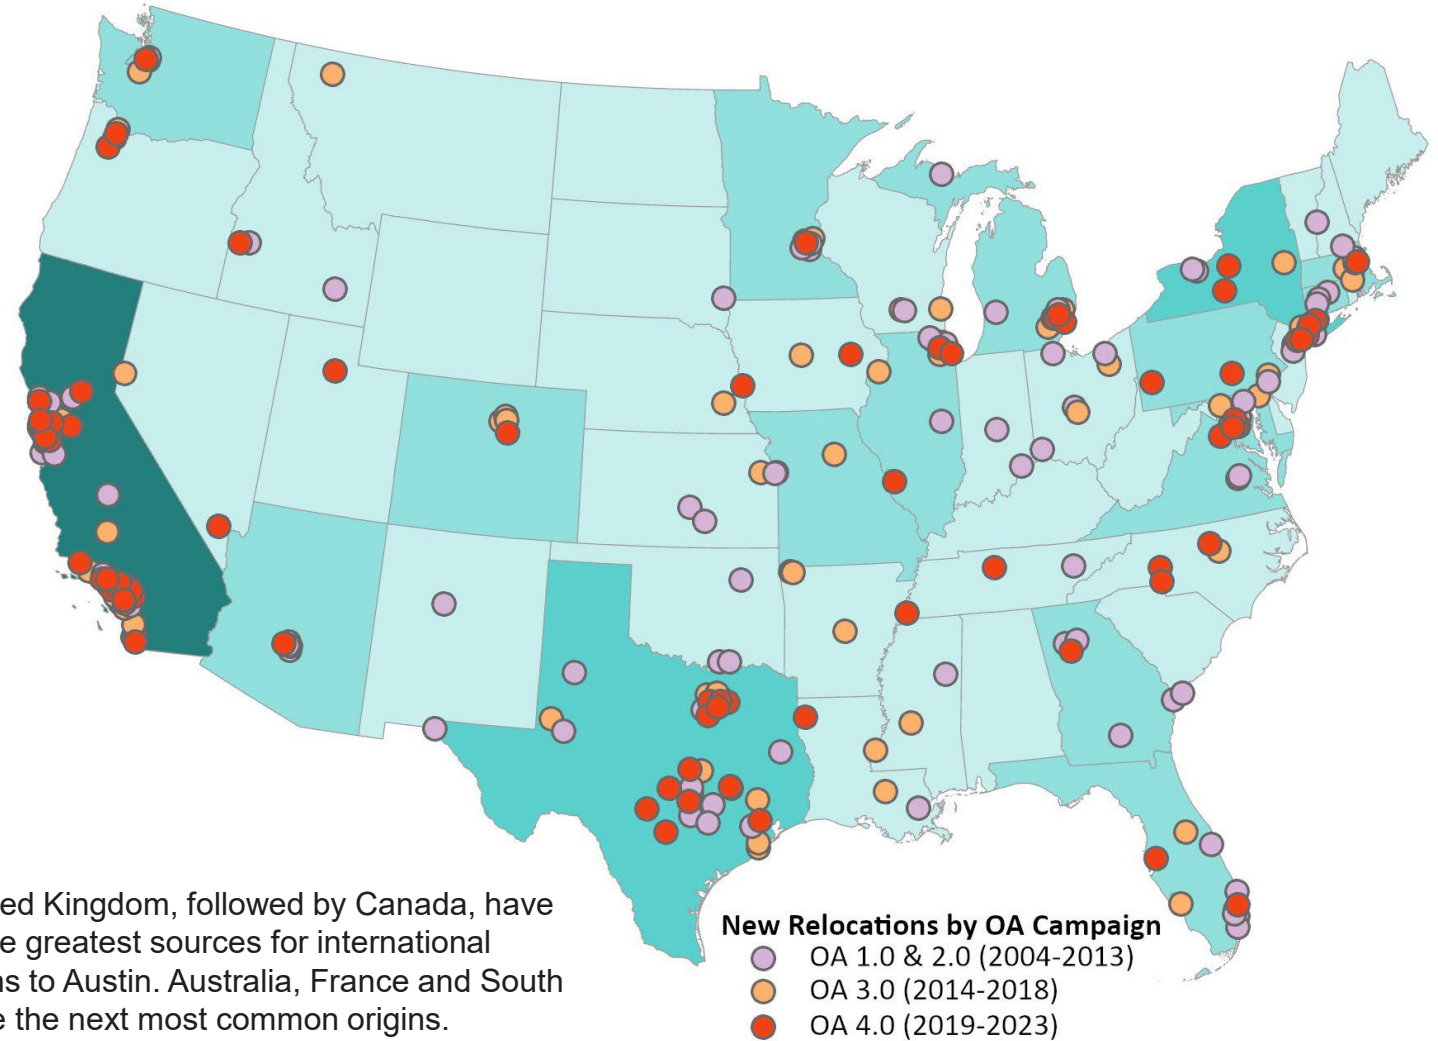 ed Kingdom, followed by Canada, have
e greatest sources for international
ns to Austin. Australia, France and South
e the next most common origins.
New Relocations by OA Campaign
OA 1.0 & 2.0 (2004-2013)
OA 3.0 (2014-2018)
OA 4.0 (2019-2023)